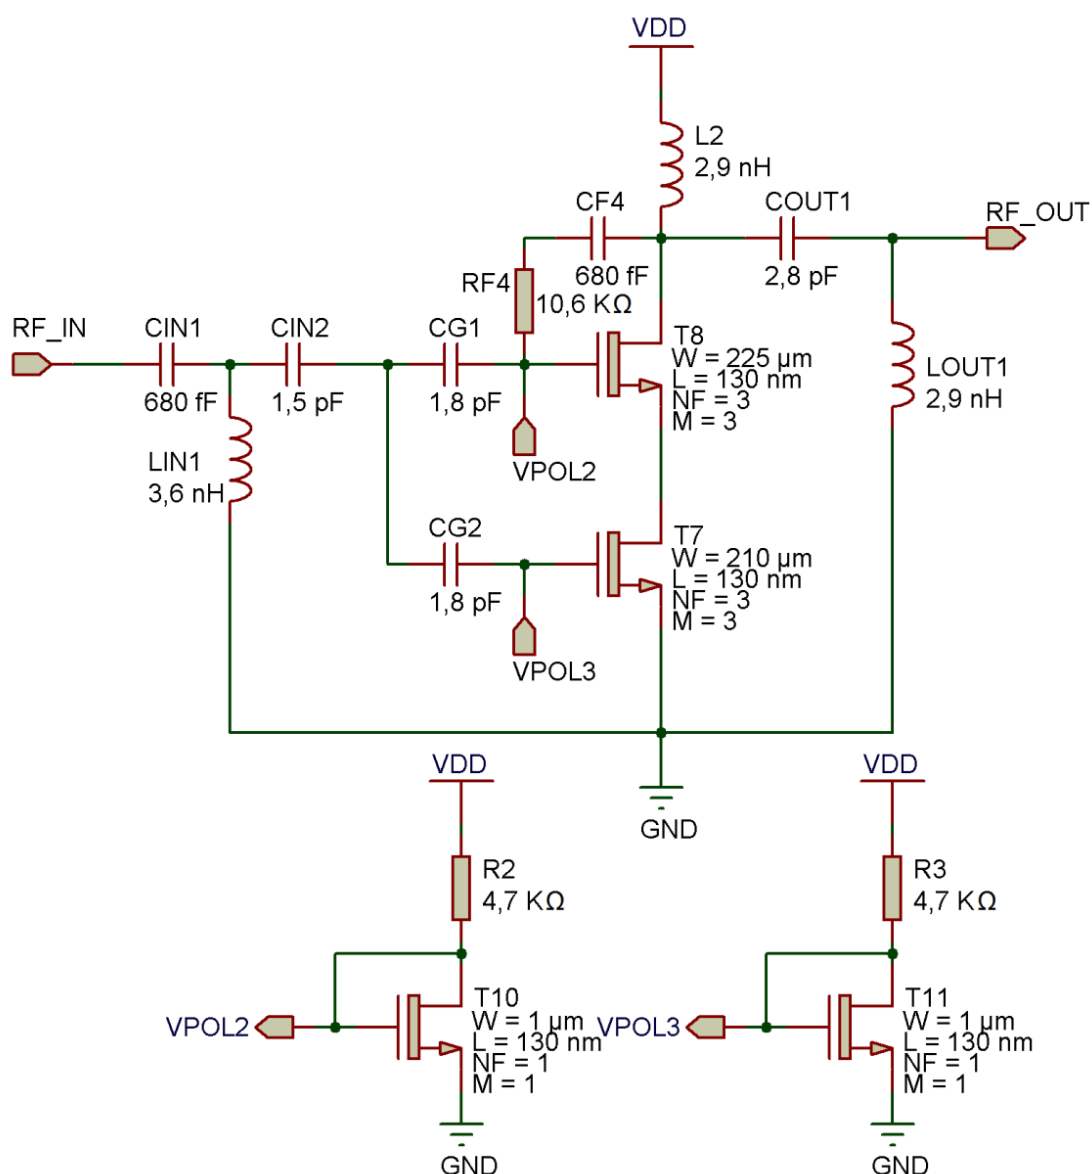 VDD
L2
2,9 nH
CF4
680 fF
COUT1
2,8 pF
RF_OUT
RF4
10,6 KΩ
RF_IN
CIN1
680 fF
CIN2
1,5 pF
CG1
1,8 pF
T8
W = 225 µm
L = 130 nm
NF = 3
M = 3
LOUT1
2,9 nH
VPOL2
LIN1
3,6 nH
CG2
1,8 pF
T7
W = 210 µm
L = 130 nm
NF = 3
M = 3
VPOL3
GND
VDD
R2
4,7 KΩ
VPOL2
T10
W = 1 µm
L = 130 nm
NF = 1
M = 1
GND
VDD
R3
4,7 KΩ
VPOL3
T11
W = 1 µm
L = 130 nm
NF = 1
M = 1
GND